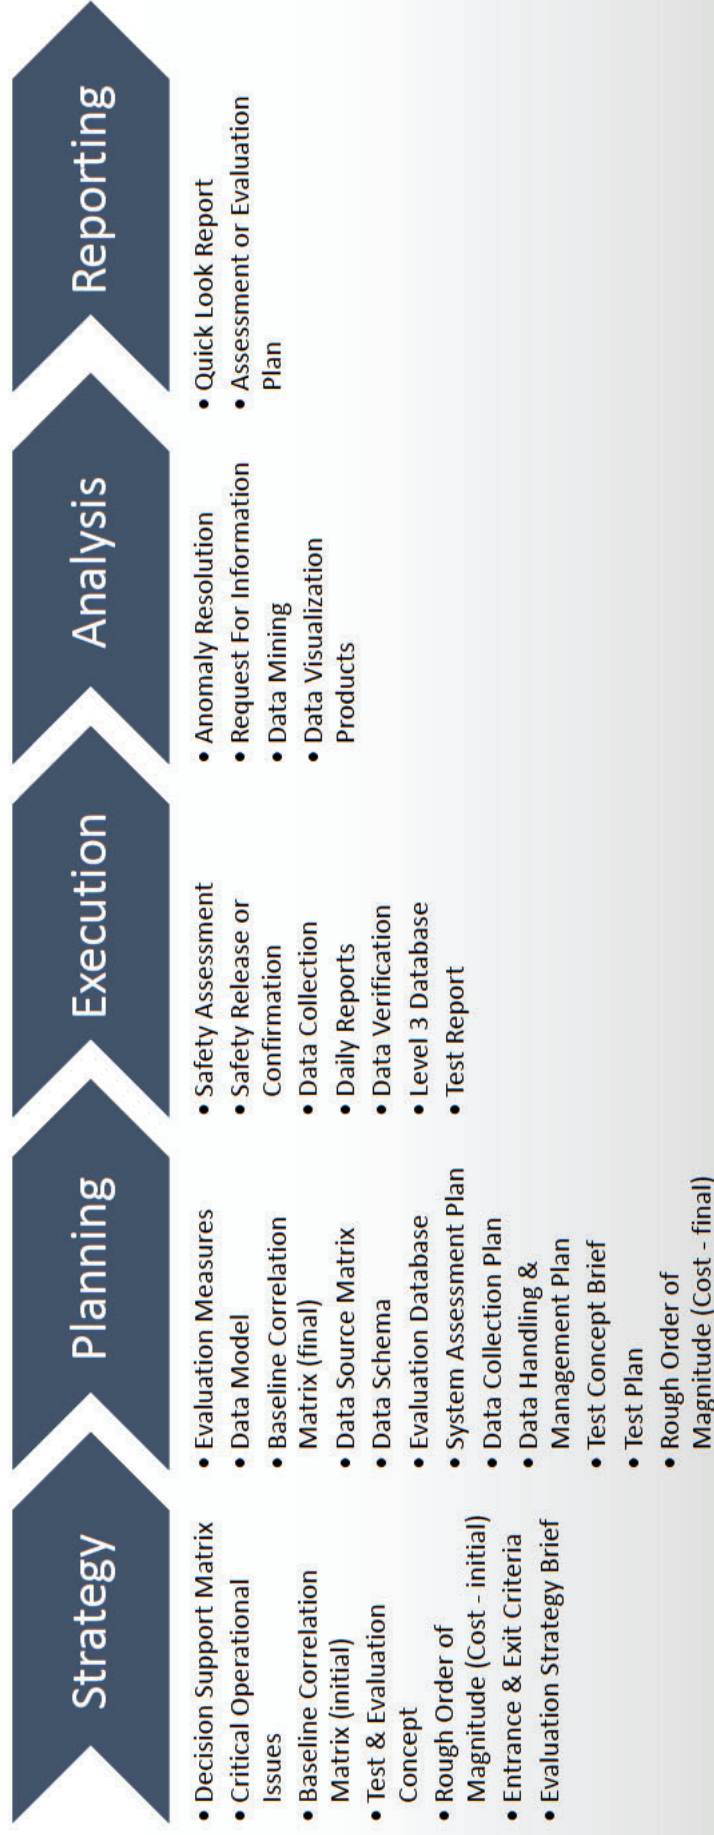 Strategy
• Decision Support Matrix
• Critical Operational
Issues
• Baseline Correlation
Matrix (initial)
• Test & Evaluation
Concept
• Rough Order of
Magnitude (Cost - initial)
• Entrance & Exit Criteria
• Evaluation Strategy Brief
Planning
• Evaluation Measures
• Data Model
• Baseline Correlation
Matrix (final)
• Data Source Matrix
• Data Schema
• Evaluation Database
• System Assessment Plan
• Data Collection Plan
• Data Handling &
Management Plan
• Test Concept Brief
• Test Plan
• Rough Order of
Magnitude (Cost - final)
Execution
• Safety Assessment
• Safety Release or
Confirmation
• Data Collection
• Daily Reports
• Data Verification
• Level 3 Database
• Test Report
Analysis
• Anomaly Resolution
• Request For Information
• Data Mining
• Data Visualization
Products
Reporting
• Quick Look Report
• Assessment or Evaluation
Plan